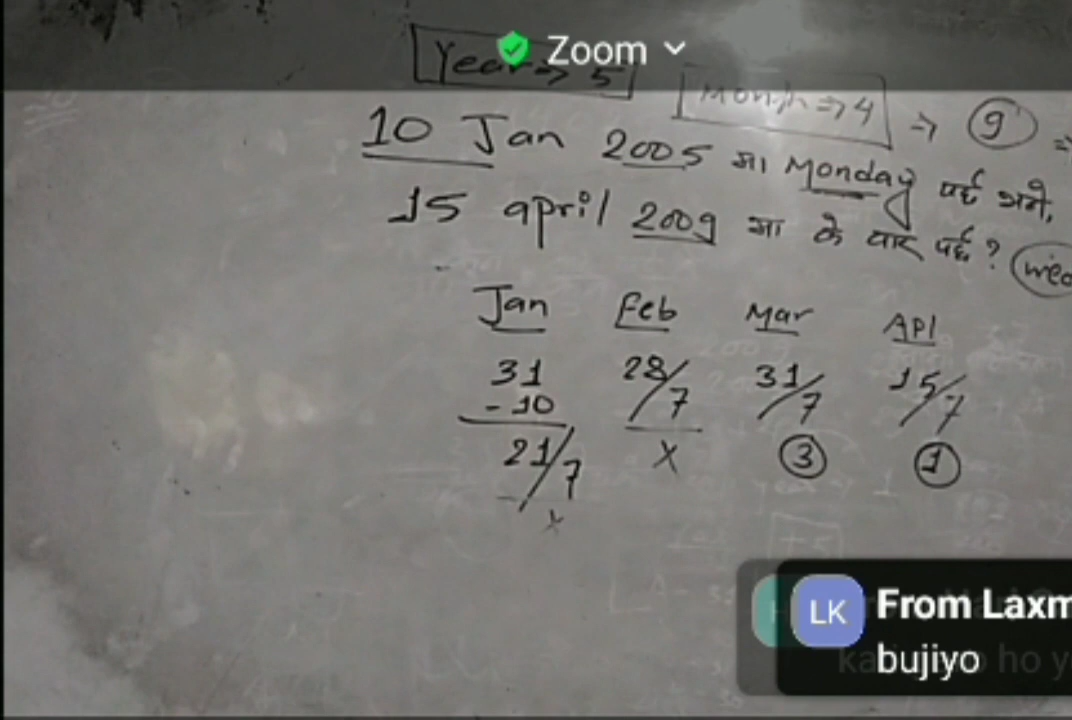 Zoom
Year => 5
Month => 4 => 9 =>
10 Jan 2005 मा Monday पर्छ भने,
15 april 2009 मा के वार पर्छ? wed
Jan Feb Mar Apl
31 28/7 31/7 15/7
- 10 X 3 1
21/7
x
LK From Laxm
bujiyo ho y